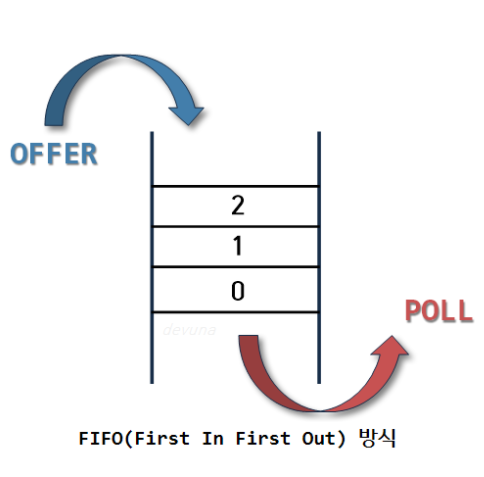 OFFER
2
1
0
devuna
POLL
FIFO(First In First Out) 방식